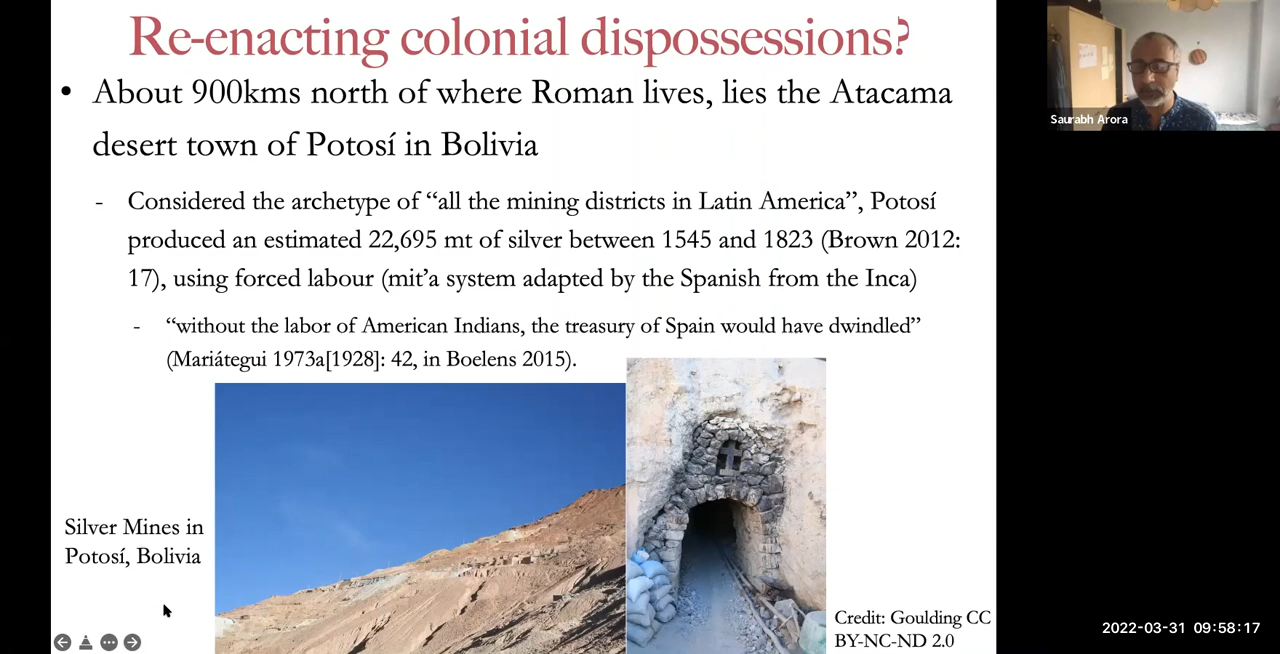 Re-enacting colonial dispossessions?
• About 900kms north of where Roman lives, lies the Atacama
desert town of Potosí in Bolivia
- Considered the archetype of “all the mining districts in Latin America”, Potosí
produced an estimated 22,695 mt of silver between 1545 and 1823 (Brown 2012:
17), using forced labour (mit’a system adapted by the Spanish from the Inca)
- “without the labor of American Indians, the treasury of Spain would have dwindled”
(Mariátegui 1973a[1928]: 42, in Boelens 2015).
Silver Mines in
Potosí, Bolivia
Credit: Goulding CC
BY-NC-ND 2.0
Saurabh Arora
2022-03-31 09:58:17